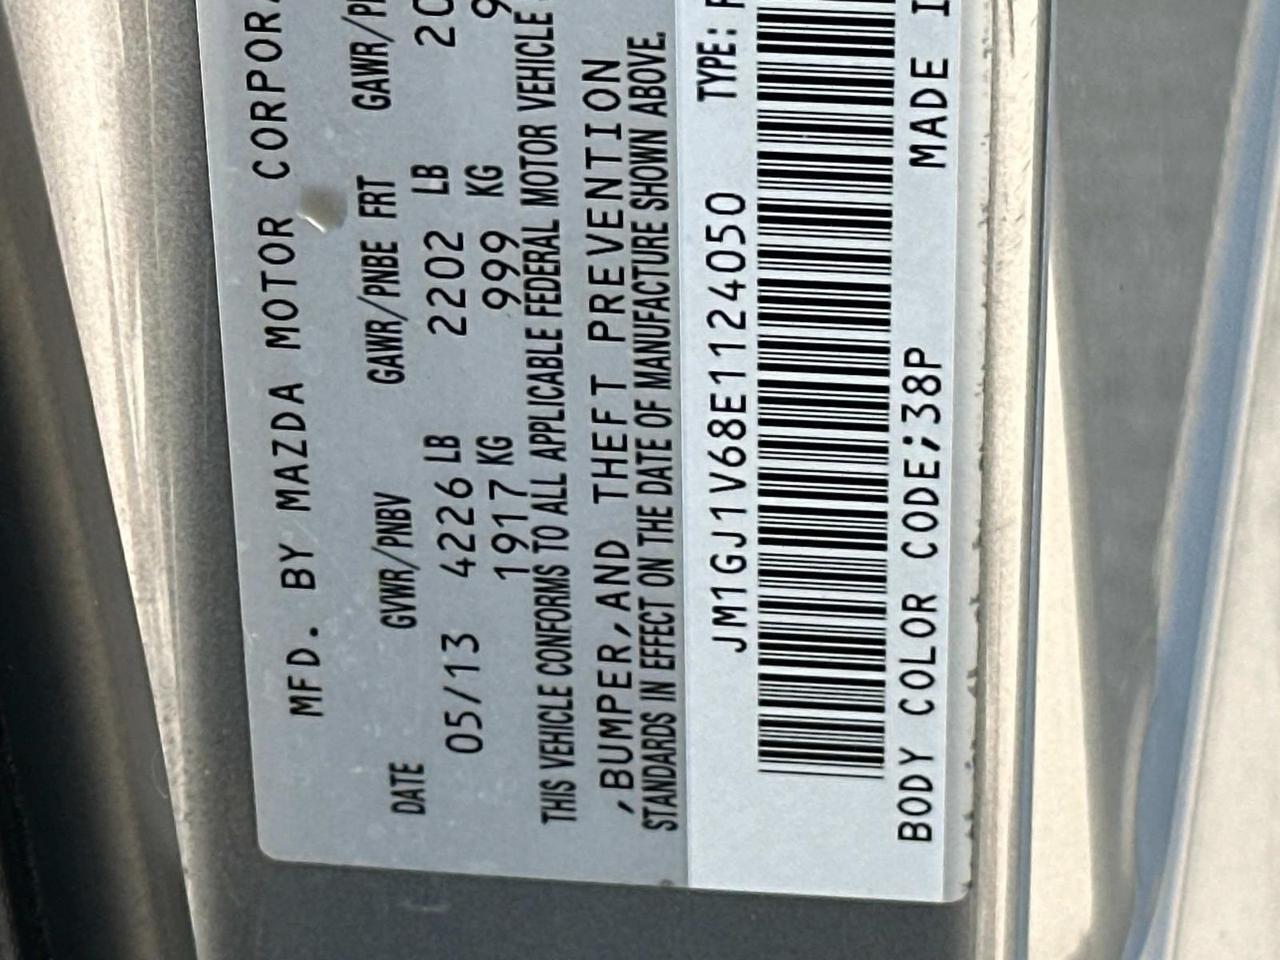 MFD. BY MAZDA MOTOR CORPOR
DATE GVWR/PNBV GAWR/PNBE FRT GAWR/P
05/13 4226 LB 2202 LB 20
1917 KG 999 KG 9
THIS VEHICLE CONFORMS TO ALL APPLICABLE FEDERAL MOTOR VEHICLE
,BUMPER,AND THEFT PREVENTION
STANDARDS IN EFFECT ON THE DATE OF MANUFACTURE SHOWN ABOVE.
JM1GJ1V68E1124050 TYPE:
BODY COLOR CODE;38P MADE I